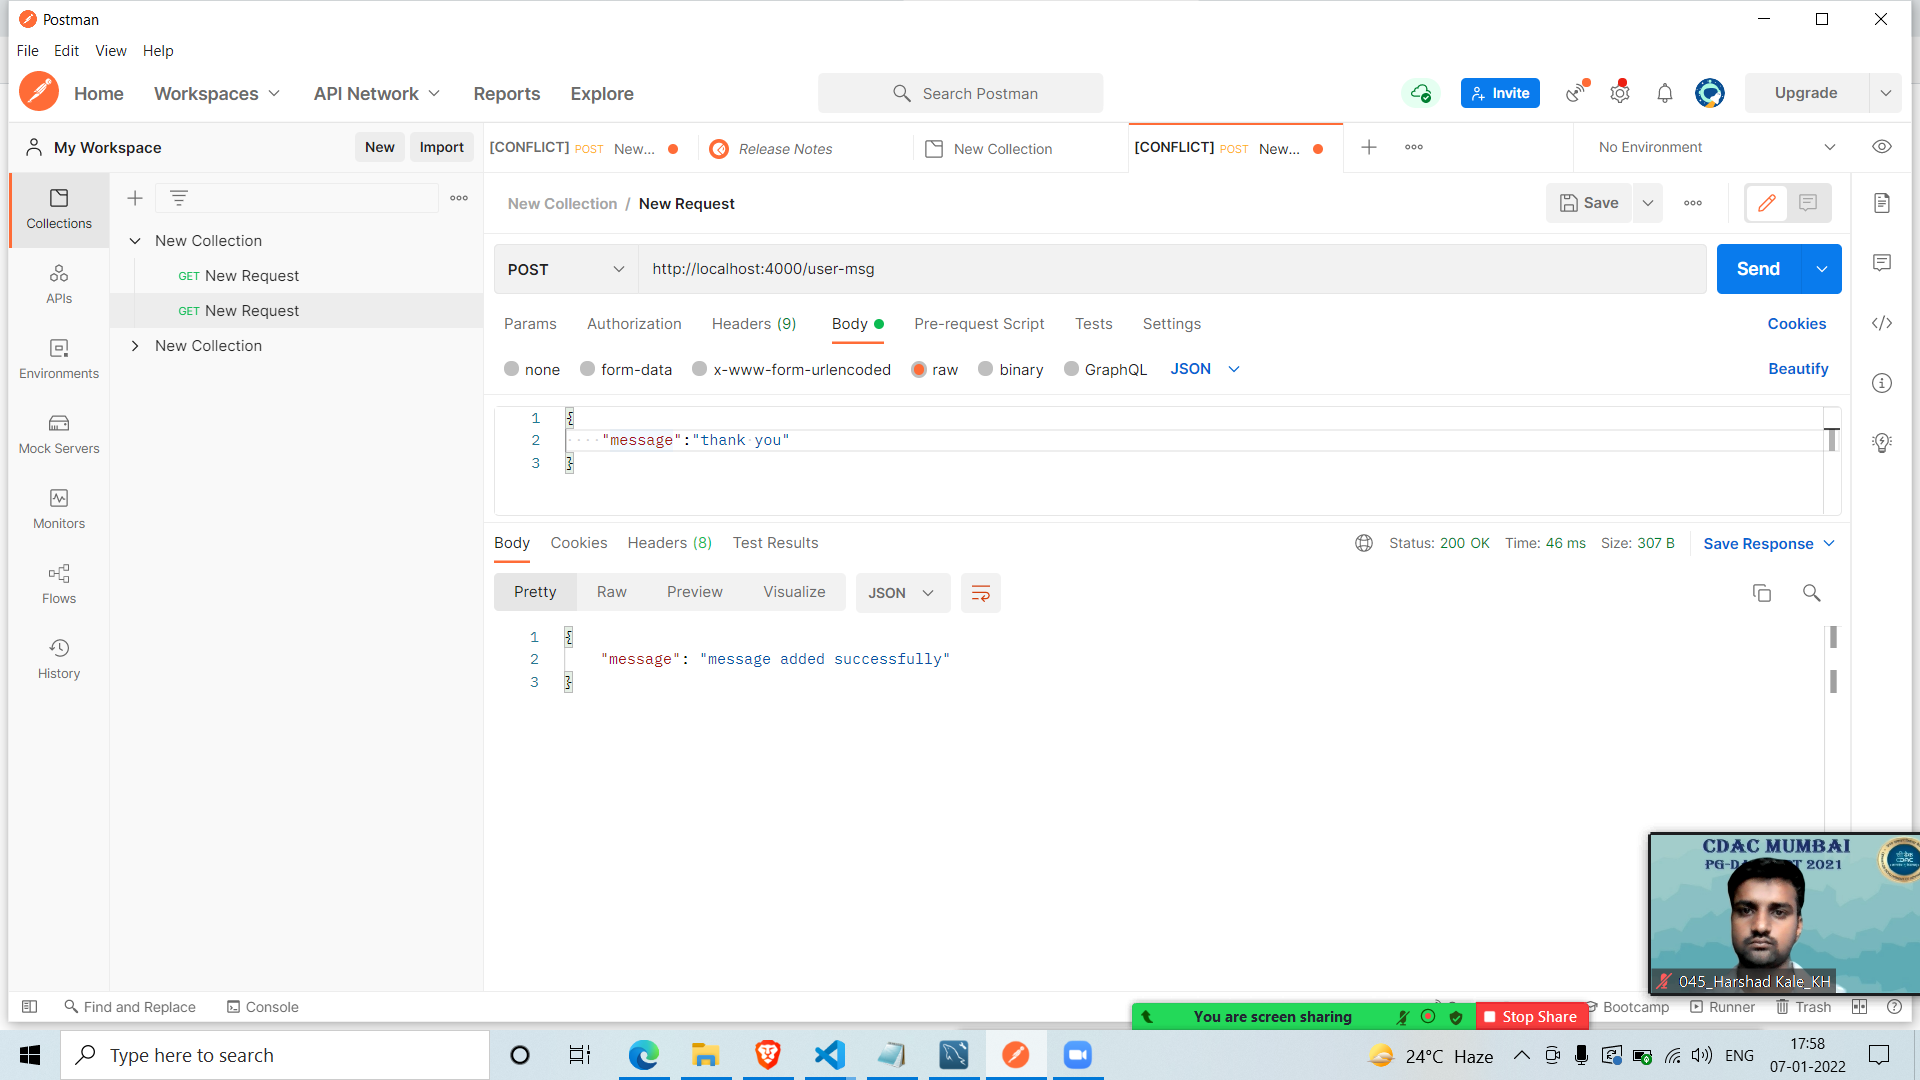 Postman
File Edit View Help
Home Workspaces API Network Reports Explore
Search Postman
Invite
Upgrade
My Workspace
New Import
[CONFLICT] POST New...
Release Notes
New Collection
[CONFLICT] POST New...
No Environment
Collections
APIs
Environments
Mock Servers
Monitors
Flows
History
New Collection
GET New Request
GET New Request
New Collection
New Collection / New Request
Save
POST
http://localhost:4000/user-msg
Send
Params Authorization Headers (9) Body Pre-request Script Tests Settings
Cookies
none form-data x-www-form-urlencoded raw binary GraphQL JSON
Beautify
1 {
2 "message":"thank you"
3 }
Body Cookies Headers (8) Test Results
Status: 200 OK Time: 46 ms Size: 307 B
Save Response
Pretty Raw Preview Visualize JSON
1 {
2 "message": "message added successfully"
3 }
CDAC MUMBAI
2021
045_Harshad Kale_KH
Find and Replace Console
Bootcamp Runner Trash
You are screen sharing
Stop Share
Type here to search
24°C Haze
ENG
17:58
07-01-2022